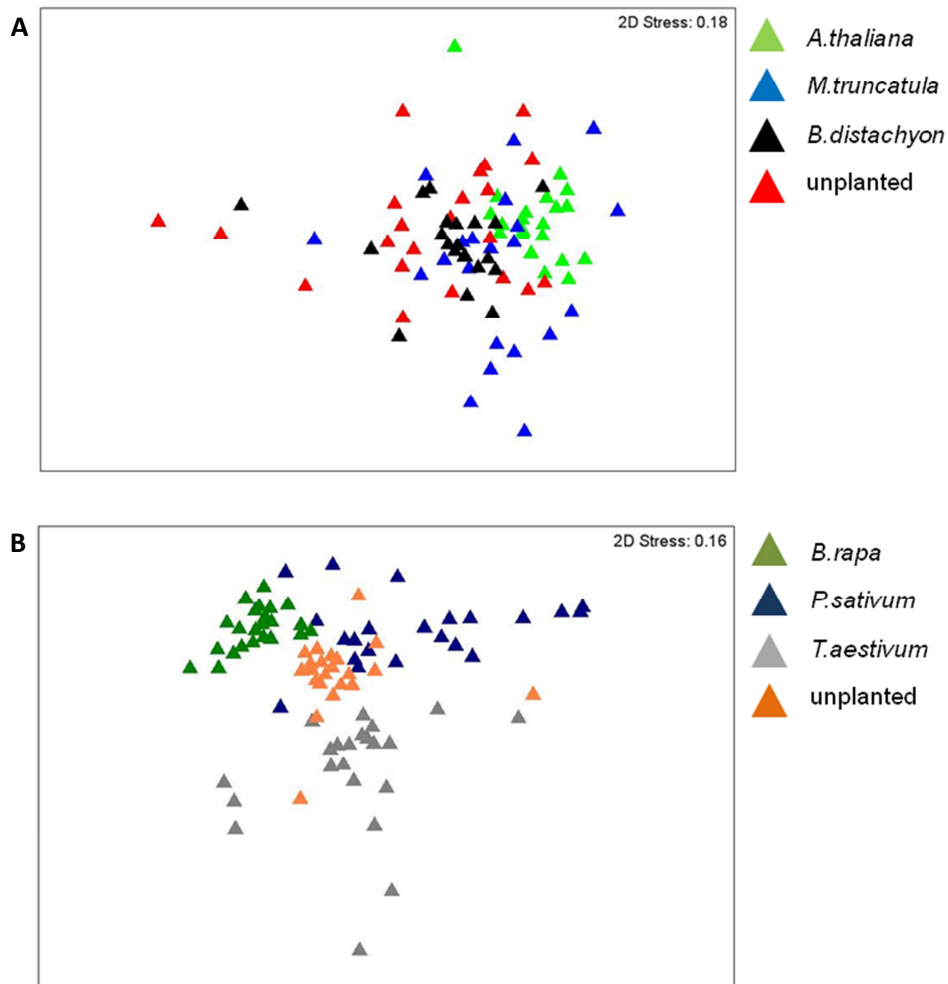 A
2D Stress: 0.18
A.thaliana
M.truncatula
B.distachyon
unplanted
B
2D Stress: 0.16
B.rapa
P.sativum
T.aestivum
unplanted